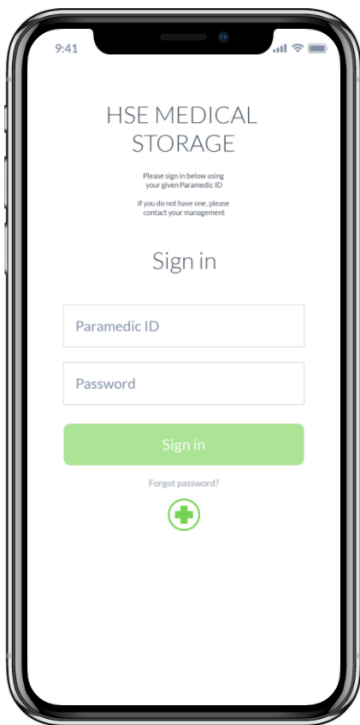 9:41
HSE MEDICAL
STORAGE
Please sign in below using
your given Paramedic ID
If you do not have one, please
contact your management
Sign in
Paramedic ID
Password
Sign in
Forgot password?